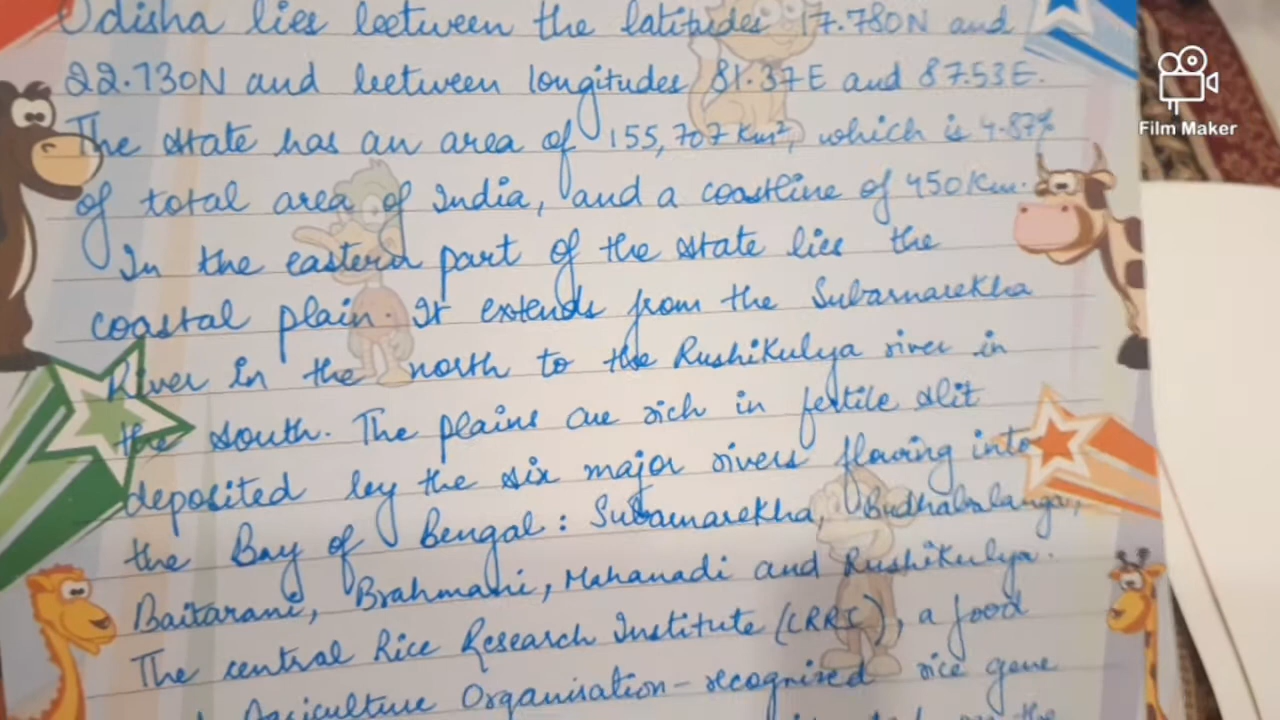 Odisha lies between the latitudes 17.780N and
22.730N and between longitudes 81.37E and 87.53E.
The state has an area of 155,707 Km², which is 4.87%
of total area of India, and a coastline of 450 Km.
In the eastern part of the state lies the
coastal plain. It extends from the Subarnarekha
River in the north to the Rushikulya river in
the south. The plains are rich in fertile slit
deposited by the six major rivers flowing into
the Bay of Bengal: Subarnarekha, Budhabalanga,
Baitarani, Brahmani, Mahanadi and Rushikulya.
The central Rice Research Institute (CRRI), a food
Agriculture Organisation-recognized rice gene
the
Film Maker